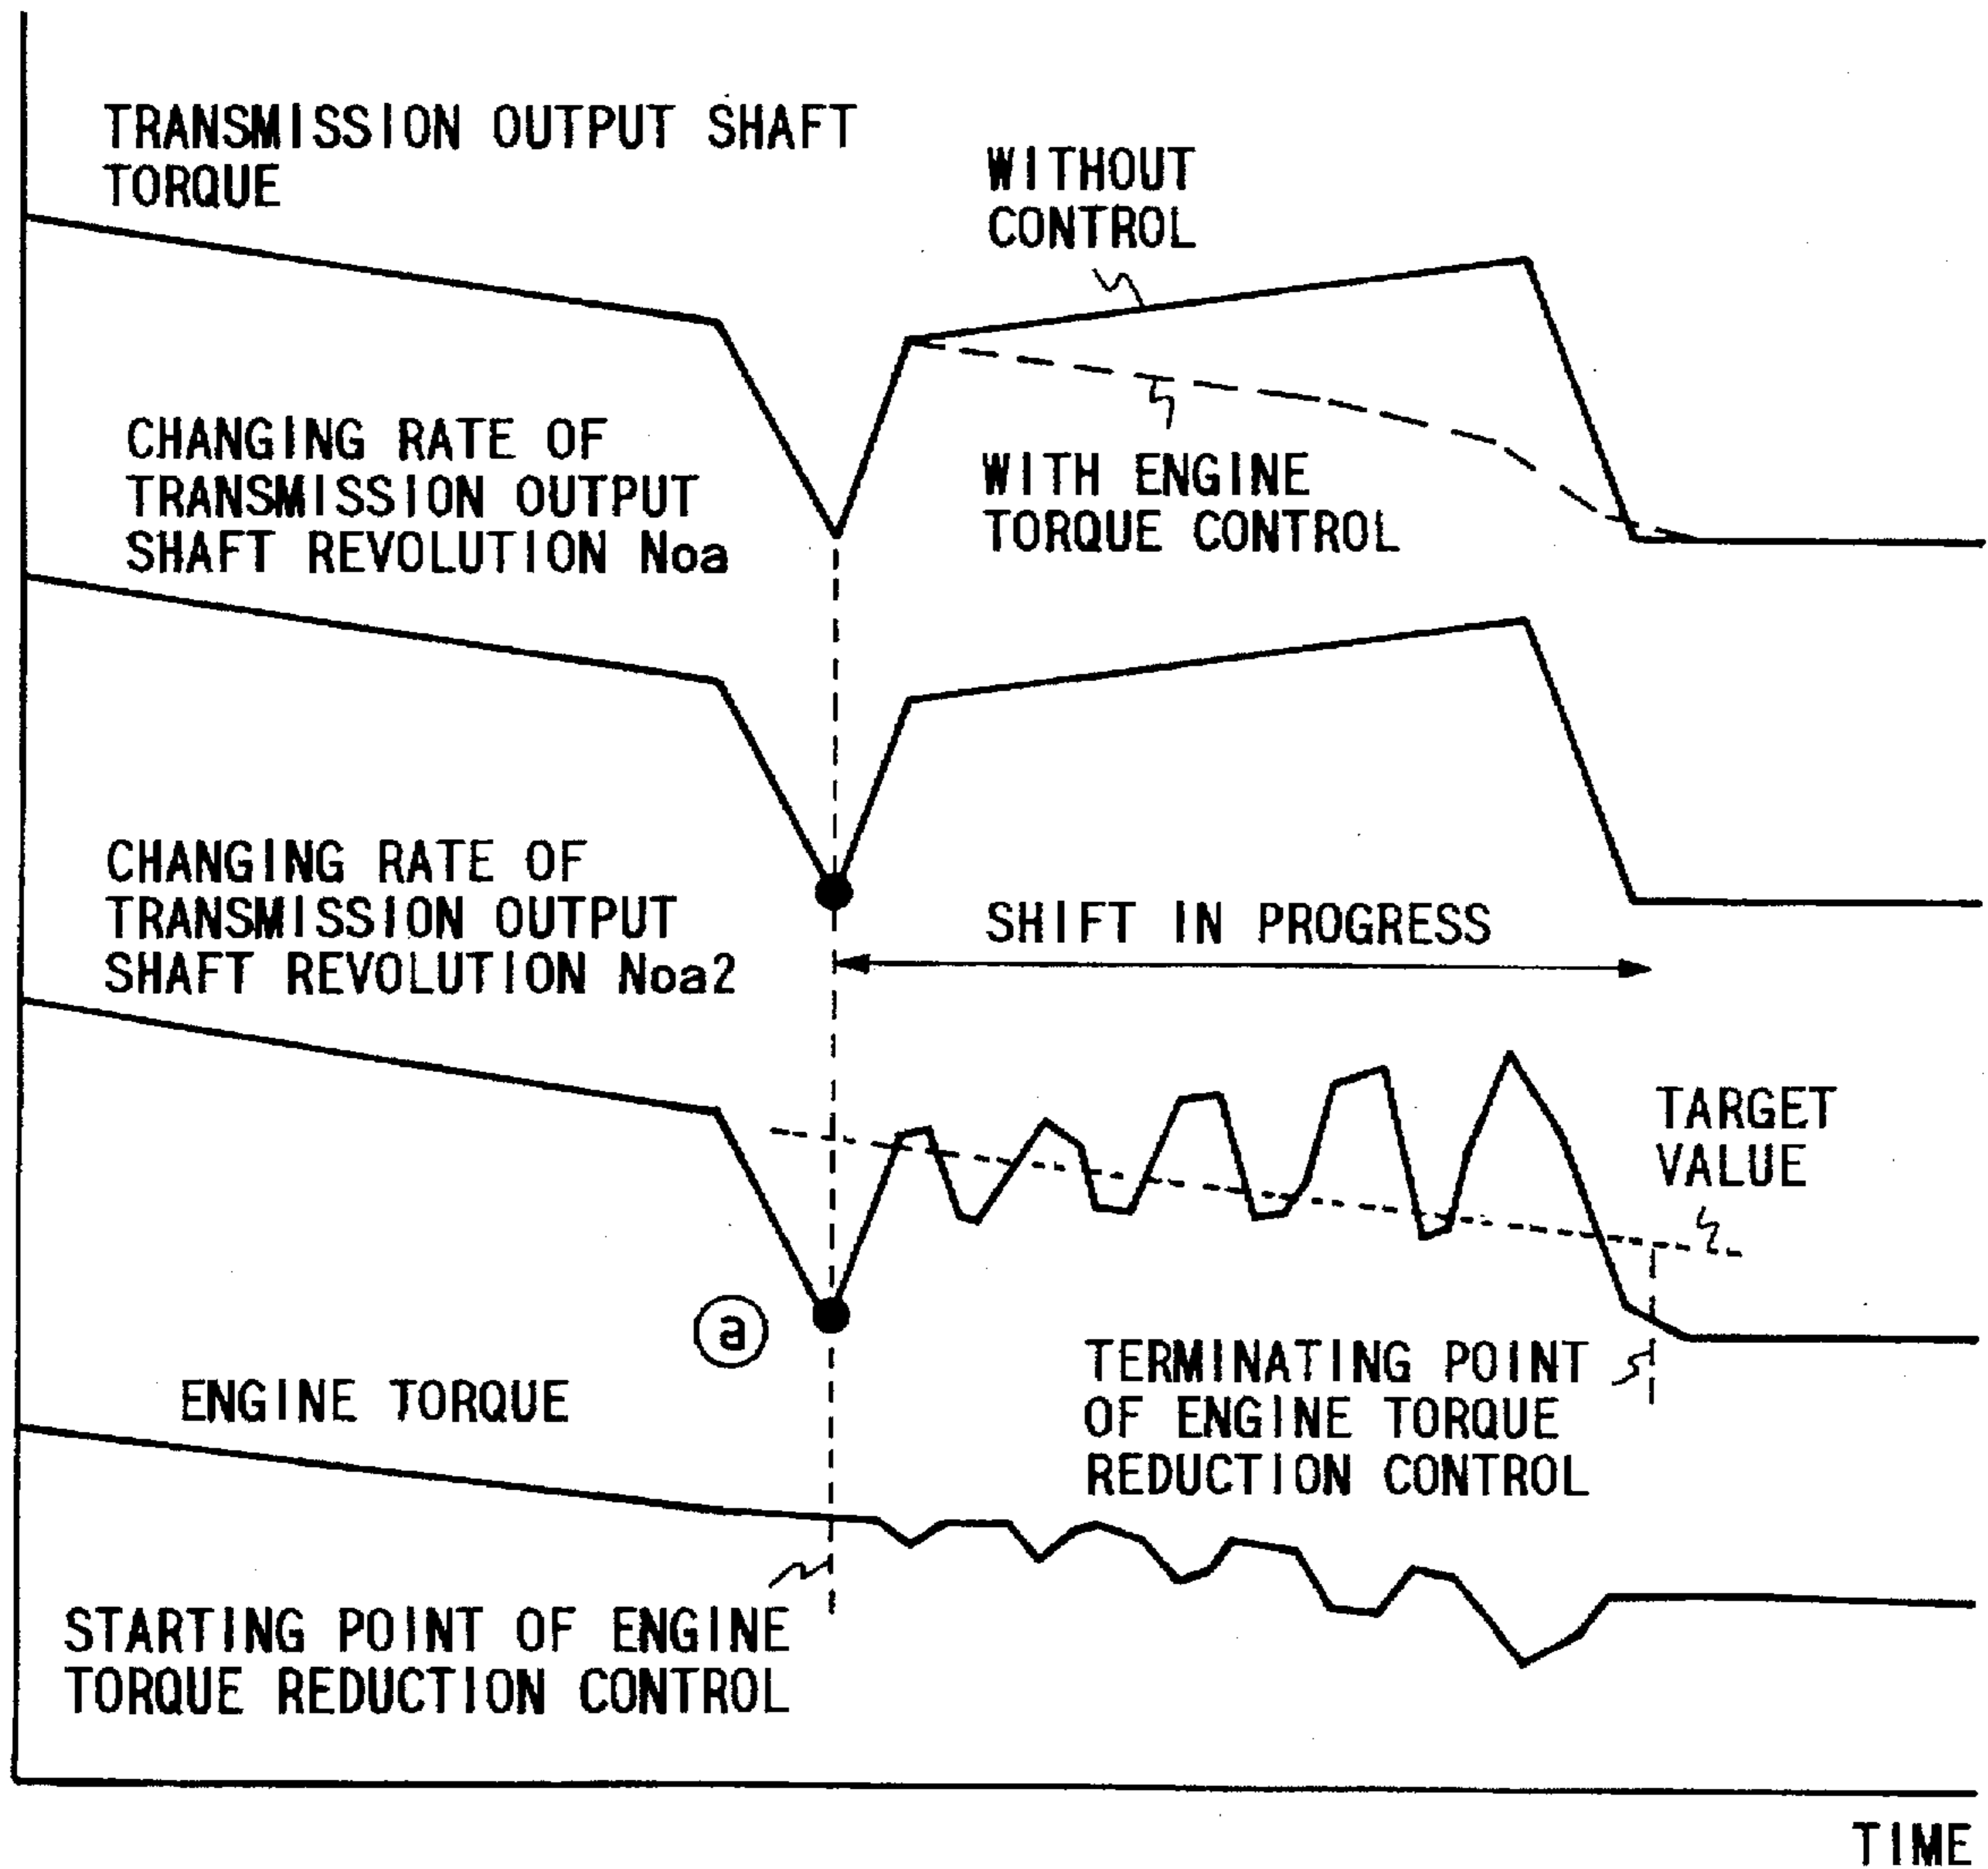 TRANSMISSION OUTPUT SHAFT
TORQUE
WITHOUT
CONTROL
CHANGING RATE OF
TRANSMISSION OUTPUT
SHAFT REVOLUTION Noa
WITH ENGINE
TORQUE CONTROL
CHANGING RATE OF
TRANSMISSION OUTPUT
SHAFT REVOLUTION Noa2
SHIFT IN PROGRESS
TARGET
VALUE
a
TERMINATING POINT
OF ENGINE TORQUE
REDUCTION CONTROL
ENGINE TORQUE
STARTING POINT OF ENGINE
TORQUE REDUCTION CONTROL
TIME